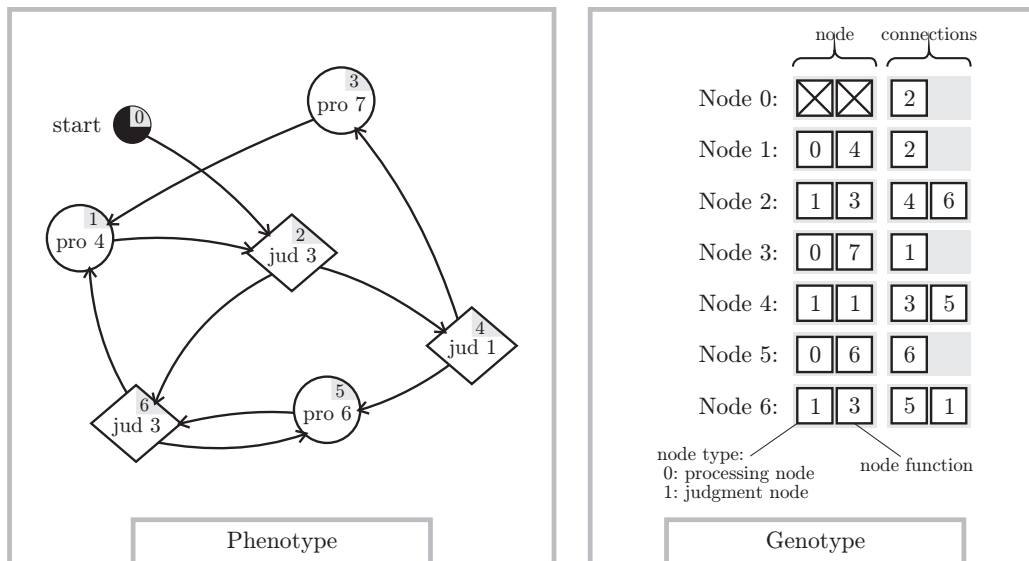 start
0
3
pro 7
1
pro 4
2
jud 3
4
jud 1
5
pro 6
6
jud 3
Phenotype
node connections
Node 0: 2
Node 1: 0 4 2
Node 2: 1 3 4 6
Node 3: 0 7 1
Node 4: 1 1 3 5
Node 5: 0 6 6
Node 6: 1 3 5 1
node type:
0: processing node
1: judgment node
node function
Genotype